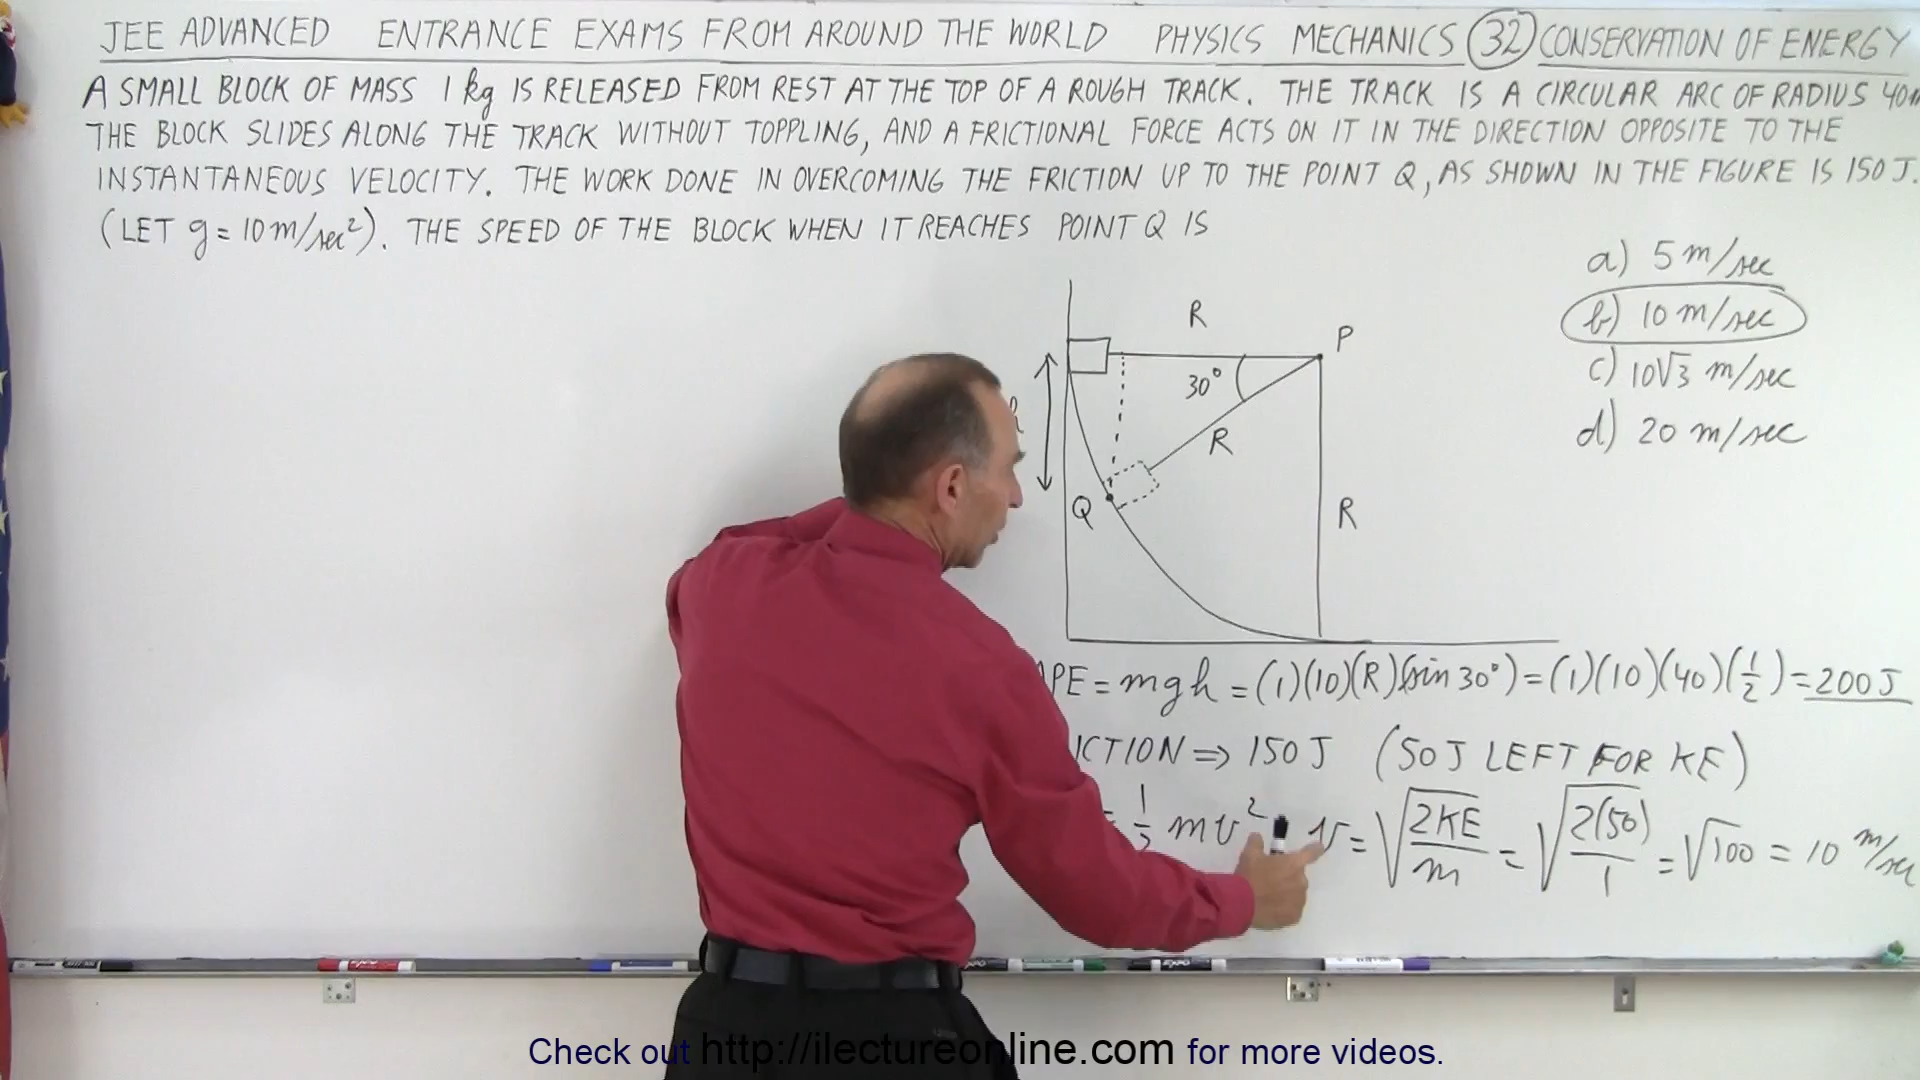 JEE ADVANCED ENTRANCE EXAMS FROM AROUND THE WORLD PHYSICS MECHANICS 32 CONSERVATION OF ENERGY
A SMALL BLOCK OF MASS 1 kg IS RELEASED FROM REST AT THE TOP OF A ROUGH TRACK. THE TRACK IS A CIRCULAR ARC OF RADIUS 40m
THE BLOCK SLIDES ALONG THE TRACK WITHOUT TOPPLING, AND A FRICTIONAL FORCE ACTS ON IT IN THE DIRECTION OPPOSITE TO THE
INSTANTANEOUS VELOCITY. THE WORK DONE IN OVERCOMING THE FRICTION UP TO THE POINT Q, AS SHOWN IN THE FIGURE IS 150 J.
(LET g = 10 m/sec²). THE SPEED OF THE BLOCK WHEN IT REACHES POINT Q IS
a) 5 m/sec
b) 10 m/sec
c) 10√3 m/sec
d) 20 m/sec
R
P
30°
R
Q
R
PE = mgh = (1)(10)(R)(sin 30°) = (1)(10)(40)(1/2) = 200 J
ICTION ⇒ 150 J (50 J LEFT FOR KE)
= 1/2 mv² v = √(2KE/m) = √(2(50)/1) = √100 = 10 m/sec
Check out http://ilectureonline.com for more videos.